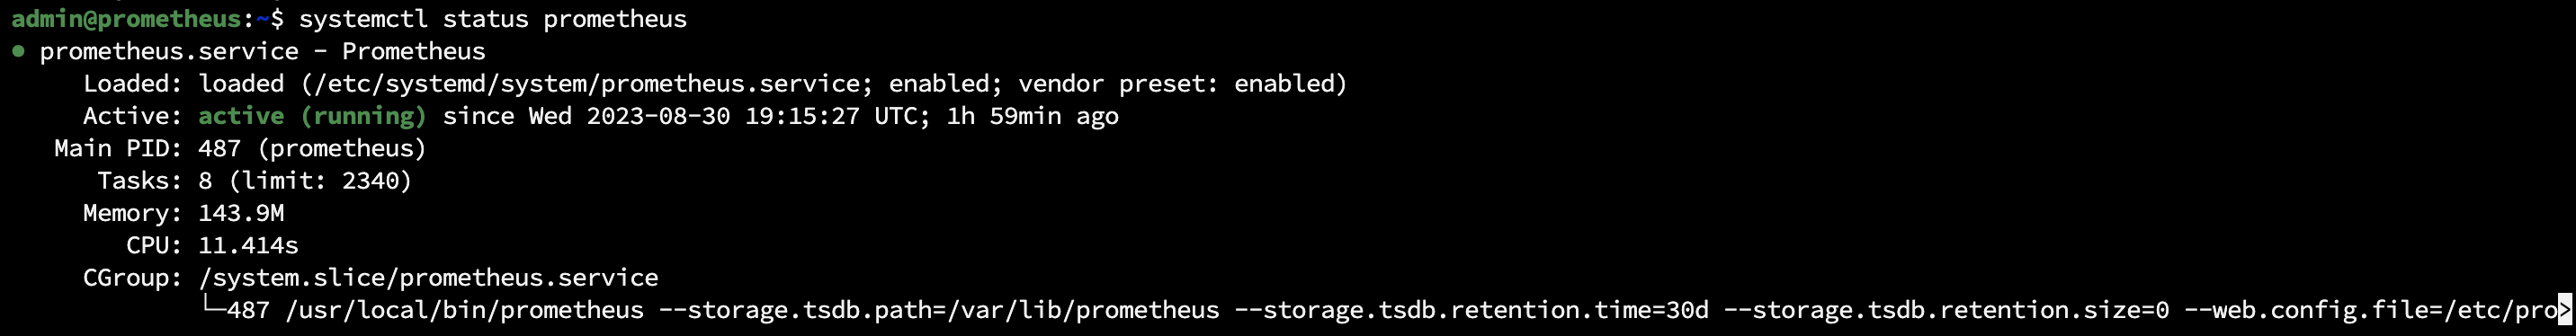 admin@prometheus:~$ systemctl status prometheus
● prometheus.service - Prometheus
     Loaded: loaded (/etc/systemd/system/prometheus.service; enabled; vendor preset: enabled)
     Active: active (running) since Wed 2023-08-30 19:15:27 UTC; 1h 59min ago
   Main PID: 487 (prometheus)
      Tasks: 8 (limit: 2340)
     Memory: 143.9M
        CPU: 11.414s
     CGroup: /system.slice/prometheus.service
             └─487 /usr/local/bin/prometheus --storage.tsdb.path=/var/lib/prometheus --storage.tsdb.retention.time=30d --storage.tsdb.retention.size=0 --web.config.file=/etc/pro>